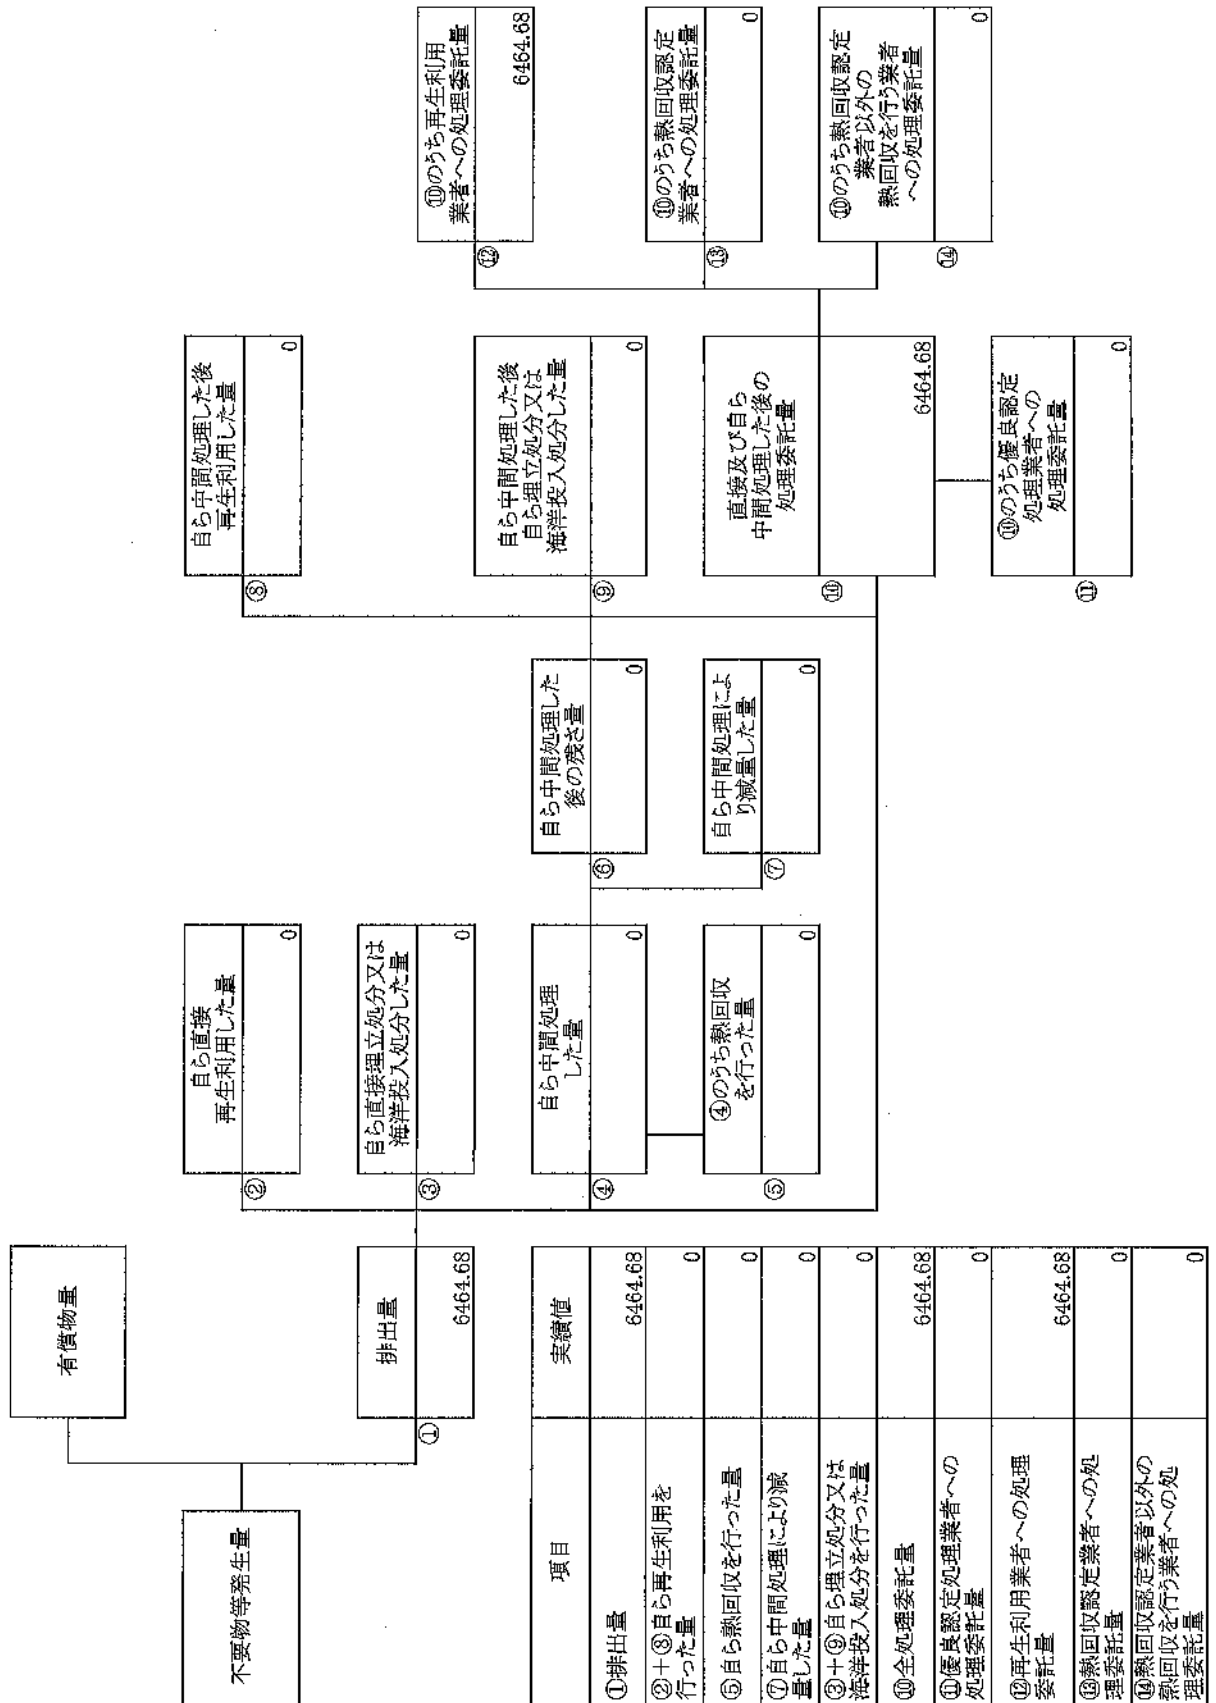 不要物等発生量
有償物量
①
排出量
6464.68
②
自ら直接
再生利用した量
0
③
自ら直接埋立処分又は
海洋投入処分した量
0
④
自ら中間処理
した量
0
⑤
④のうち熱回収
を行った量
0
⑥
自ら中間処理した
後の残さ量
0
⑦
自ら中間処理によ
り減量した量
0
⑧
自ら中間処理した後
再生利用した量
0
⑨
自ら中間処理した後
自ら埋立処分又は
海洋投入処分した量
0
⑩
直接及び自ら
中間処理した後の
処理委託量
6464.68
⑪
⑩のうち優良認定
処理業者への
処理委託量
0
⑫
⑩のうち再生利用
業者への処理委託量
6464.68
⑬
⑩のうち熱回収認定
業者への処理委託量
0
⑭
⑩のうち熱回収認定
業者以外の
熱回収を行う業者
への処理委託量
0
項目 実績値
①排出量 6464.68
②+⑧自ら再生利用を
行った量 0
⑤自ら熱回収を行った量 0
⑦自ら中間処理により減
量した量 0
③+⑨自ら埋立処分又は
海洋投入処分を行った量 0
⑩全処理委託量 6464.68
⑪優良認定処理業者への
処理委託量 0
⑫再生利用業者への処理
委託量 6464.68
⑬熱回収認定業者への処
理委託量 0
⑭熱回収認定業者以外の
熱回収を行う業者への処
理委託量 0